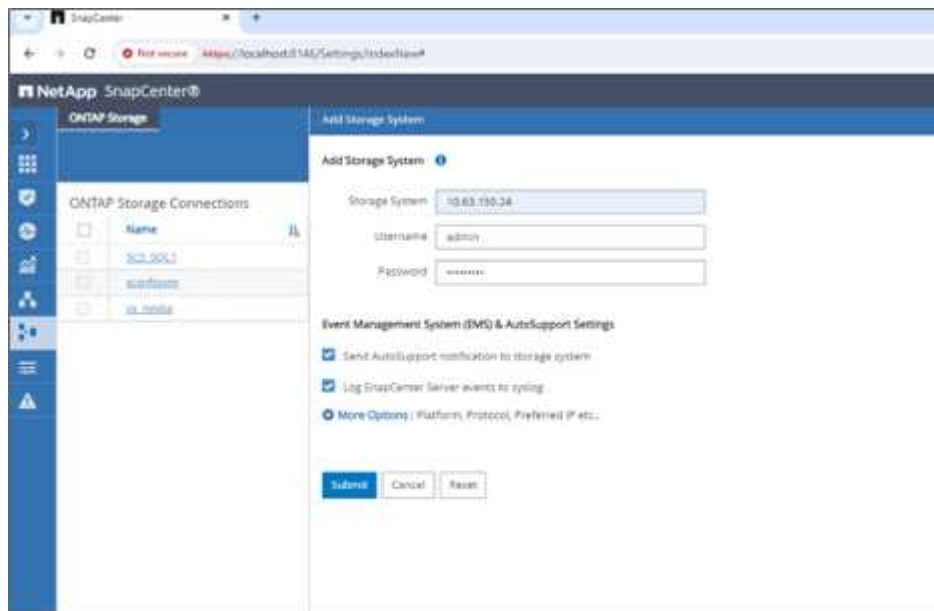 SnapCenter
Not secure https://localhost:8146/Settings/IndexNew#
NetApp SnapCenter®
ONTAP Storage
Add Storage System
Add Storage System
Storage System 10.63.150.24
Username admin
Password ••••••••
Event Management System (EMS) & AutoSupport Settings
Send AutoSupport notification to storage system
Log SnapCenter Server events to syslog
More Options : Platform, Protocol, Preferred IP etc..
Submit Cancel Reset
ONTAP Storage Connections
Name